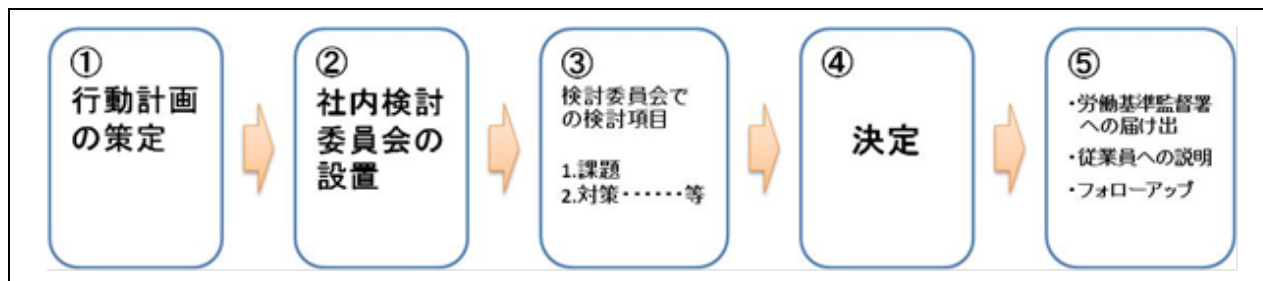 ①
行動計画
の策定
②
社内検討
委員会の
設置
③
検討委員会で
の検討項目
1.課題
2.対策‥‥‥等
④
決定
⑤
・労働基準監督署
への届け出
・従業員への説明
・フォローアップ